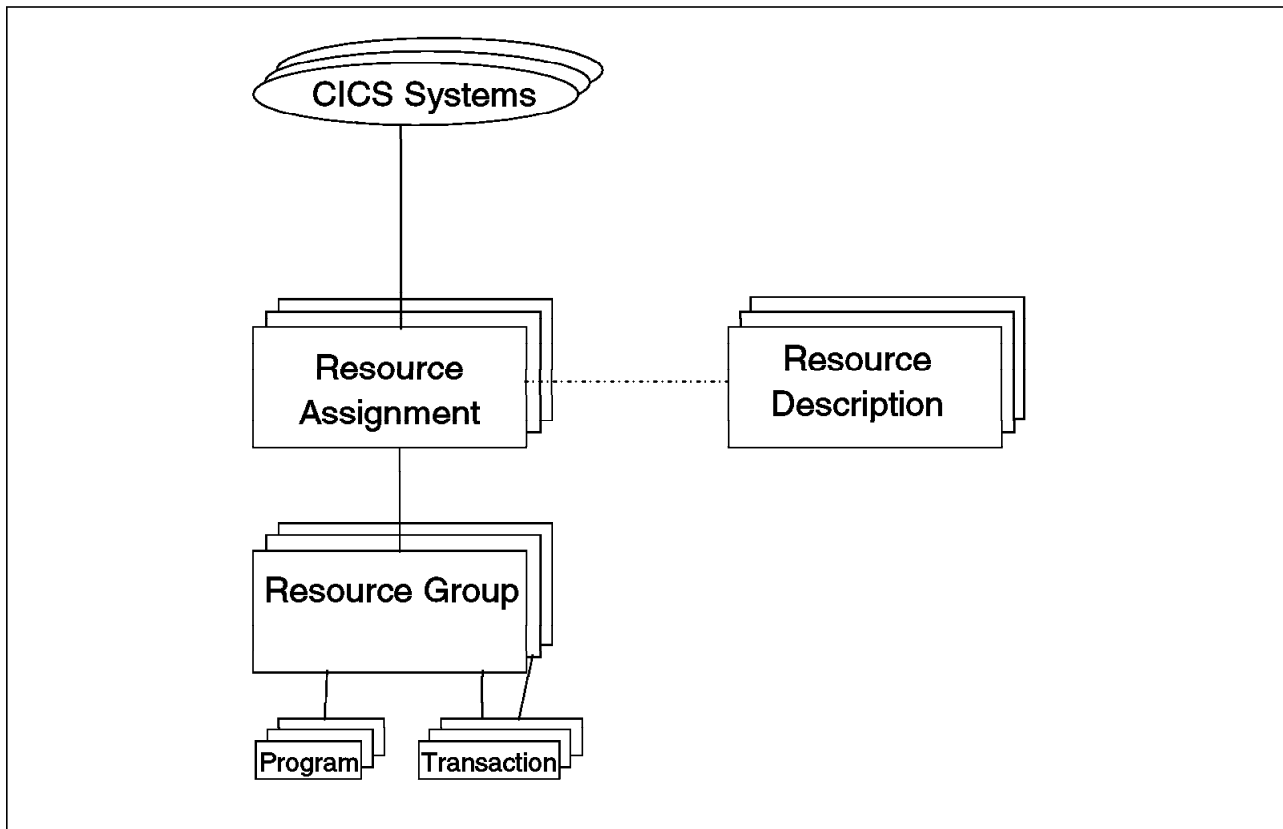 CICS Systems
Resource
Assignment
Resource
Description
Resource Group
Program
Transaction